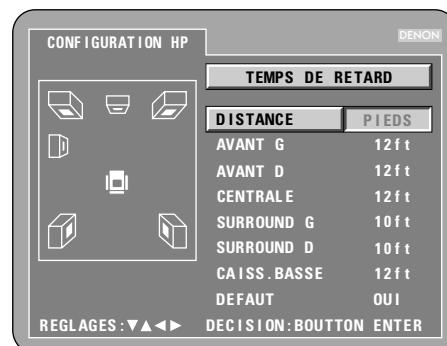 CONFIGURATION HP
DENON
TEMPS DE RETARD
DISTANCE PIEDS
AVANT G 12ft
AVANT D 12ft
CENTRALE 12ft
SURROUND G 10ft
SURROUND D 10ft
CAISS.BASSE 12ft
DEFAUT OUI
REGLAGES:▼▲◄► DECISION:BOUTTON ENTER